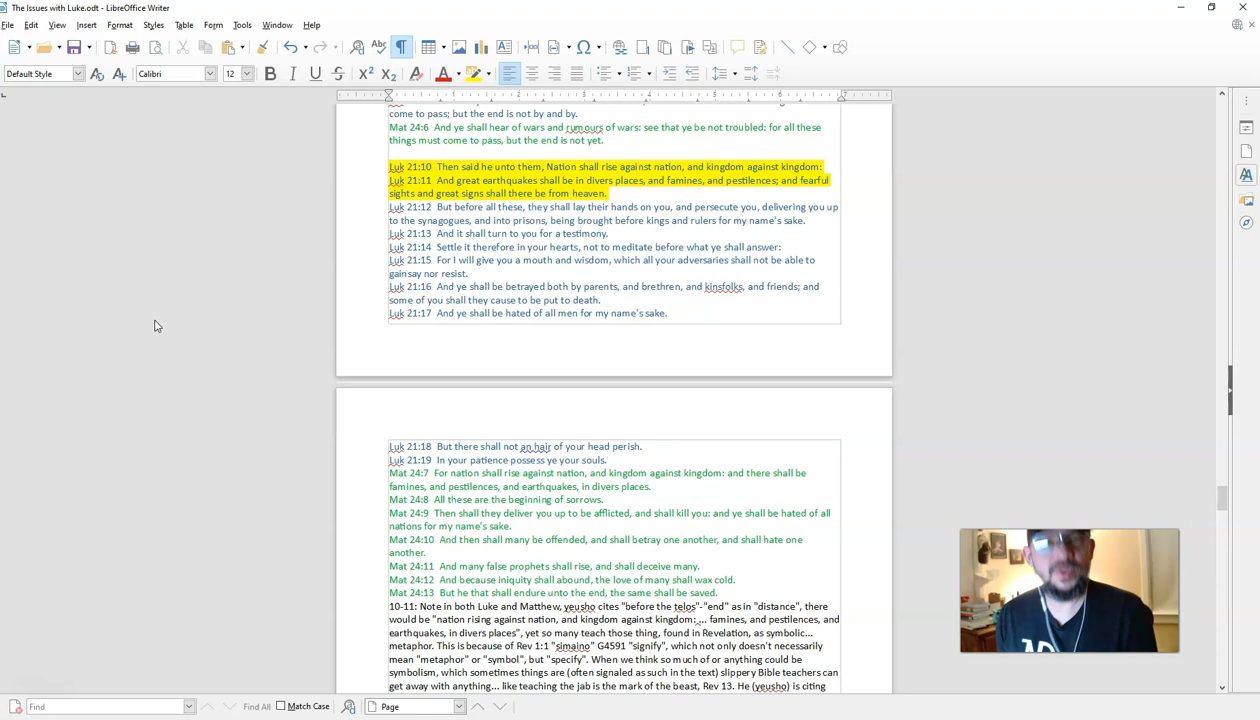 The Issues with Luke.odt - LibreOffice Writer
File Edit View Insert Format Styles Table Form Tools Window Help
Default Style Calibri 12
1 2 3 4 5 6 7
come to pass; but the end is not by and by.
Mat 24:6 And ye shall hear of wars and rumours of wars: see that ye be not troubled: for all these
things must come to pass, but the end is not yet.
Luk 21:10 Then said he unto them, Nation shall rise against nation, and kingdom against kingdom:
Luk 21:11 And great earthquakes shall be in divers places, and famines, and pestilences; and fearful
sights and great signs shall there be from heaven.
Luk 21:12 But before all these, they shall lay their hands on you, and persecute you, delivering you up
to the synagogues, and into prisons, being brought before kings and rulers for my name's sake.
Luk 21:13 And it shall turn to you for a testimony.
Luk 21:14 Settle it therefore in your hearts, not to meditate before what ye shall answer:
Luk 21:15 For I will give you a mouth and wisdom, which all your adversaries shall not be able to
gainsay nor resist.
Luk 21:16 And ye shall be betrayed both by parents, and brethren, and kinsfolks, and friends; and
some of you shall they cause to be put to death.
Luk 21:17 And ye shall be hated of all men for my name's sake.
Luk 21:18 But there shall not an hair of your head perish.
Luk 21:19 In your patience possess ye your souls.
Mat 24:7 For nation shall rise against nation, and kingdom against kingdom: and there shall be
famines, and pestilences, and earthquakes, in divers places.
Mat 24:8 All these are the beginning of sorrows.
Mat 24:9 Then shall they deliver you up to be afflicted, and shall kill you: and ye shall be hated of all
nations for my name's sake.
Mat 24:10 And then shall many be offended, and shall betray one another, and shall hate one
another.
Mat 24:11 And many false prophets shall rise, and shall deceive many.
Mat 24:12 And because iniquity shall abound, the love of many shall wax cold.
Mat 24:13 But he that shall endure unto the end, the same shall be saved.
10-11: Note in both Luke and Matthew, yeusho cites "before the telos"-"end" as in "distance", there
would be "nation rising against nation, and kingdom against kingdom:... famines, and pestilences, and
earthquakes, in divers places", yet so many teach those thing, found in Revelation, as symbolic...
metaphor. This is because of Rev 1:1 "simaino" G4591 "signify", which not only doesn't necessarily
mean "metaphor" or "symbol", but "specify". When we think so much of or anything could be
symbolism, which sometimes things are (often signaled as such in the text) slippery Bible teachers can
get away with anything... like teaching the jab is the mark of the beast, Rev 13. He (yeusho) is citing
Find Find All Match Case Page